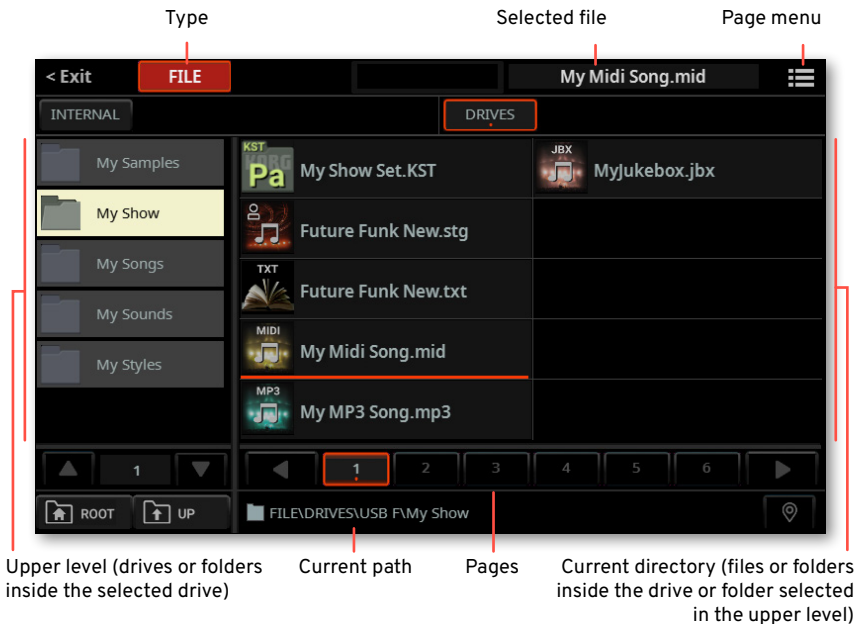 Type
Selected file
Page menu
< Exit
FILE
My Midi Song.mid
INTERNAL
DRIVES
My Samples
My Show
My Songs
My Sounds
My Styles
KST
KORG
Pa
My Show Set.KST
JBX
MyJukebox.jbx
Future Funk New.stg
TXT
Future Funk New.txt
MIDI
My Midi Song.mid
MP3
My MP3 Song.mp3
1
1
2
3
4
5
6
ROOT
UP
FILE\DRIVES\USB F\My Show
Upper level (drives or folders
inside the selected drive)
Current path
Pages
Current directory (files or folders
inside the drive or folder selected
in the upper level)